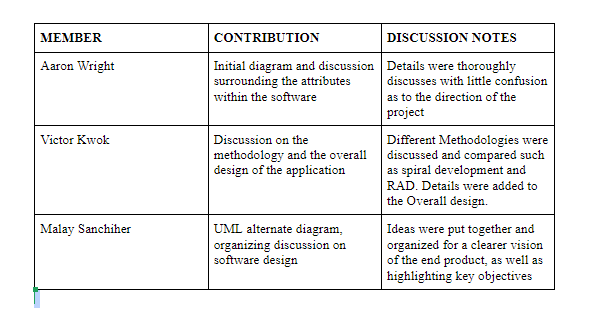 MEMBER CONTRIBUTION DISCUSSION NOTES
Aaron Wright
Initial diagram and discussion
surrounding the attributes
within the software
Details were thoroughly
discusses with little confusion
as to the direction of the
project
Victor Kwok
Discussion on the
methodology and the overall
design of the application
Different Methodologies were
discussed and compared such
as spiral development and
RAD. Details were added to
the Overall design.
Malay Sanchiher
UML alternate diagram,
organizing discussion on
software design
Ideas were put together and
organized for a clearer vision
of the end product, as well as
highlighting key objectives